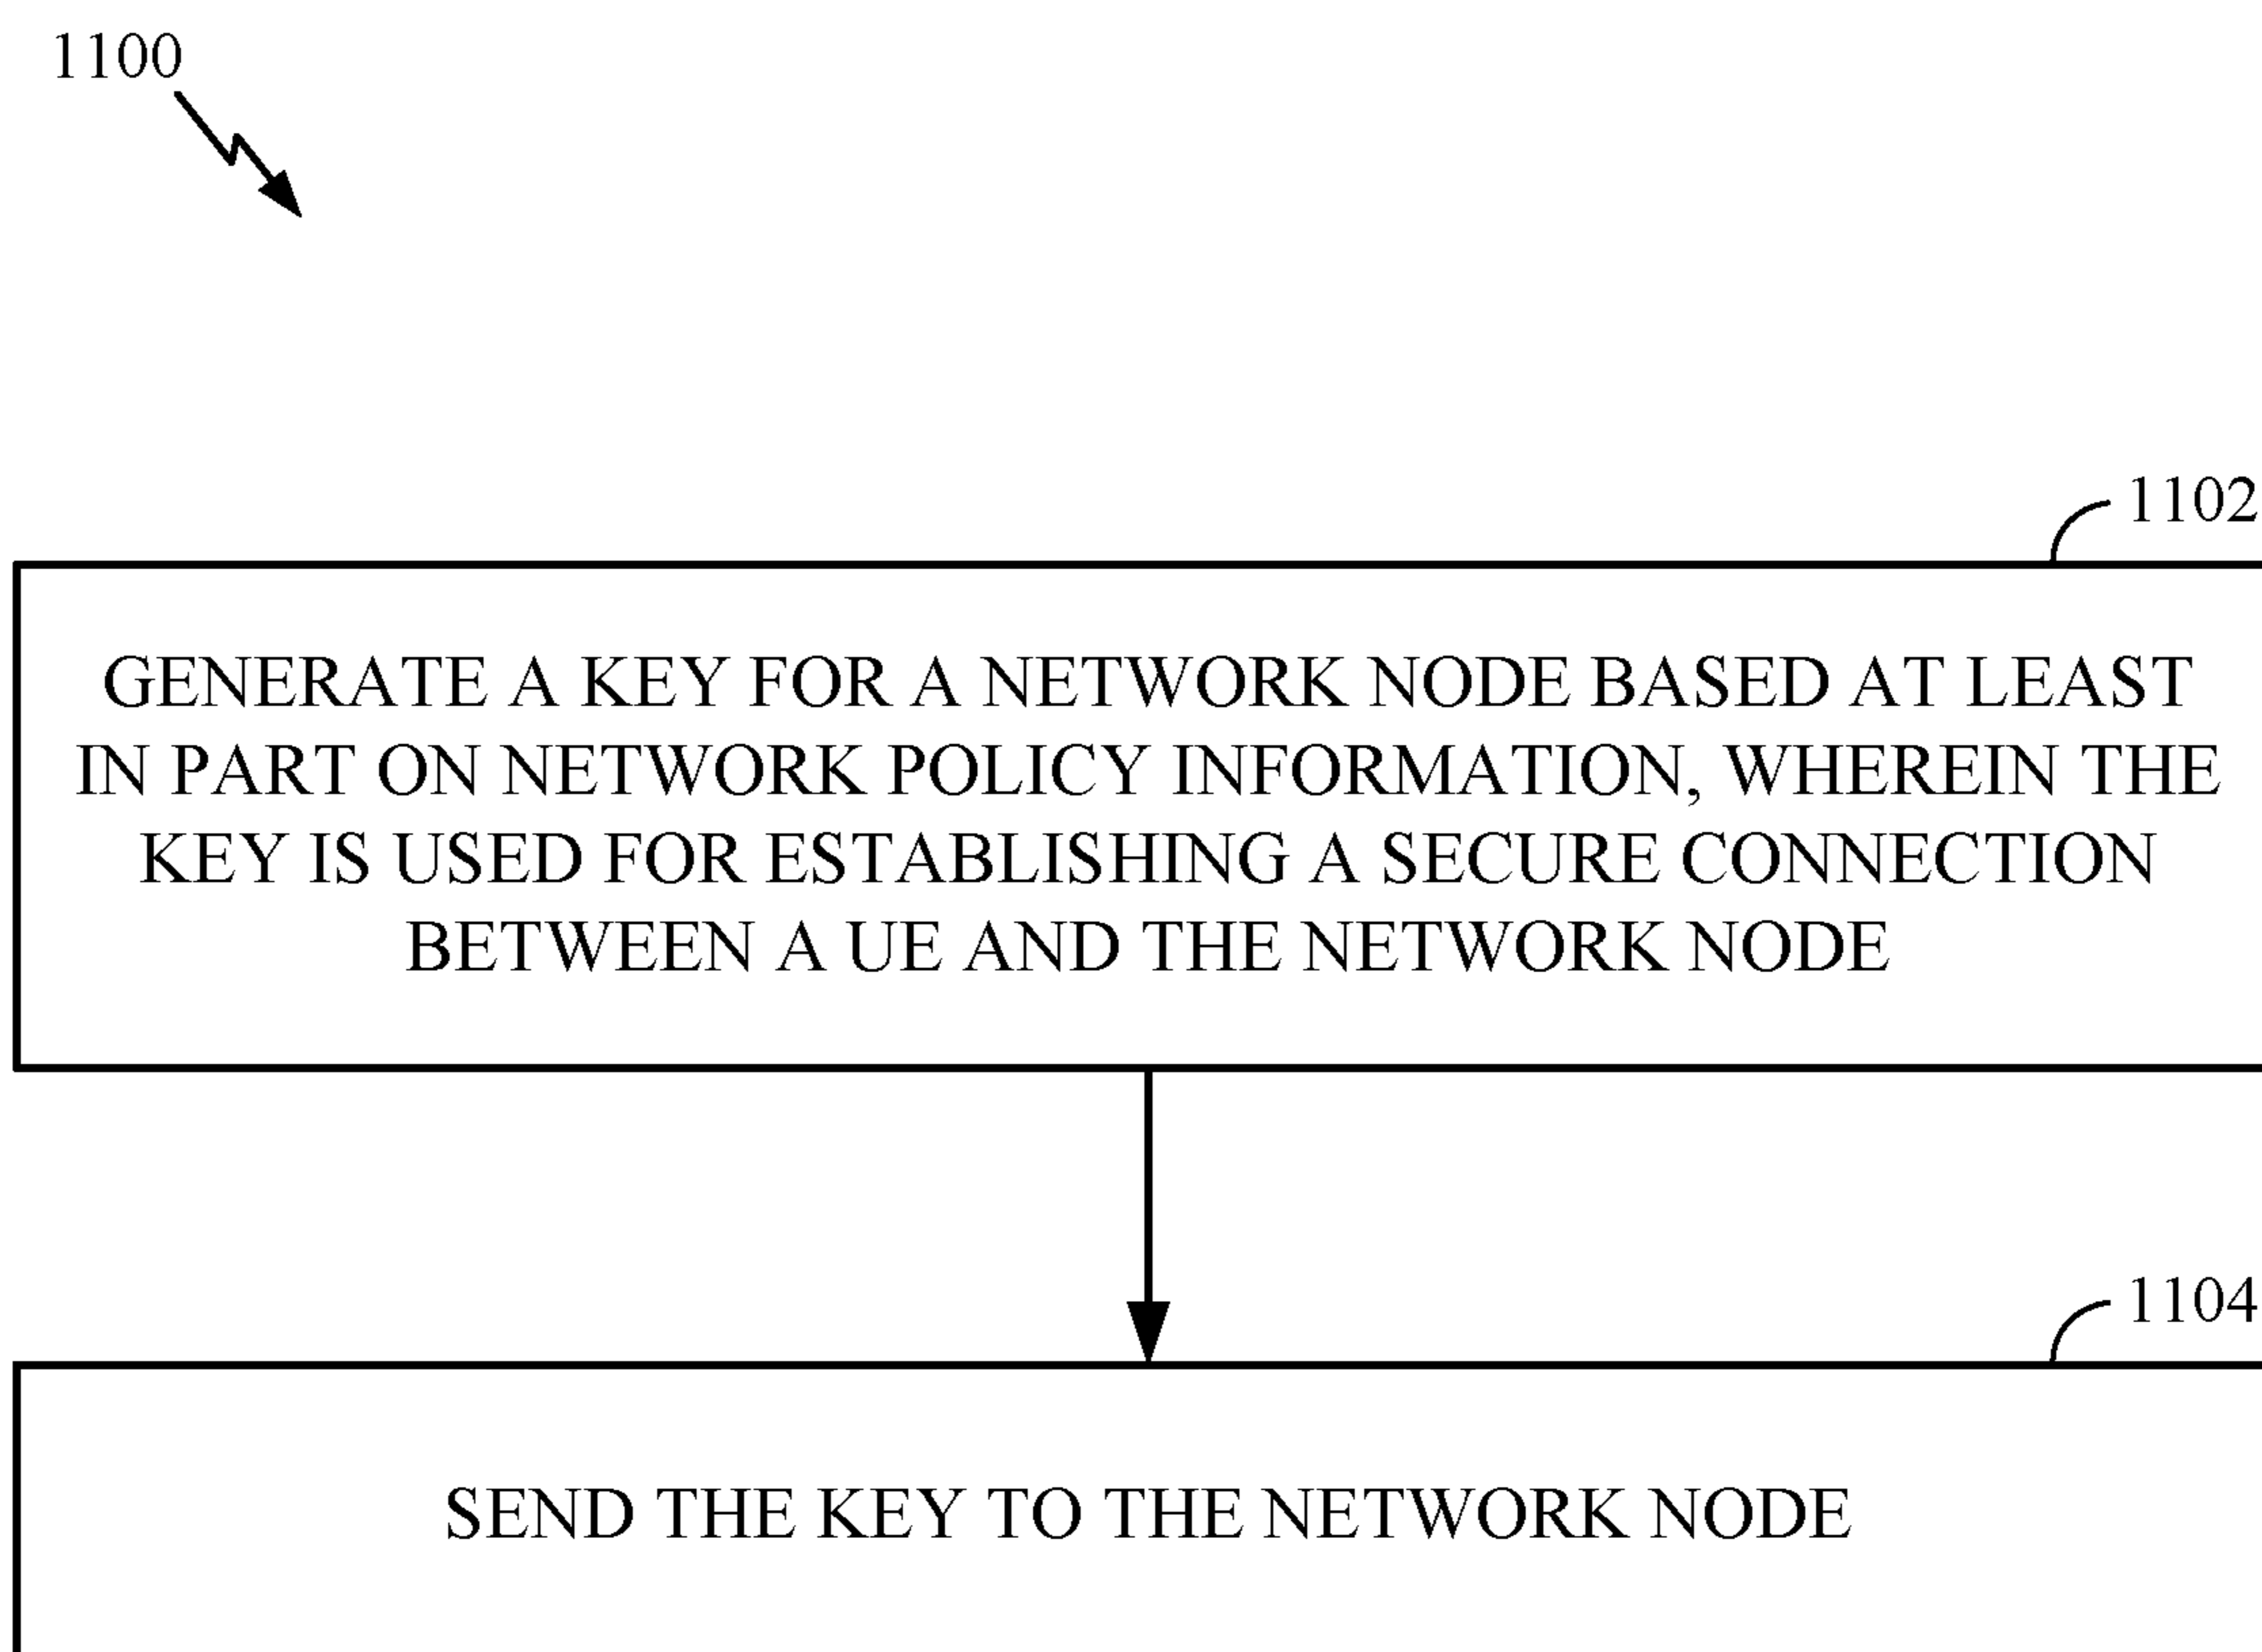 1100
1102
GENERATE A KEY FOR A NETWORK NODE BASED AT LEAST
IN PART ON NETWORK POLICY INFORMATION, WHEREIN THE
KEY IS USED FOR ESTABLISHING A SECURE CONNECTION
BETWEEN A UE AND THE NETWORK NODE
1104
SEND THE KEY TO THE NETWORK NODE